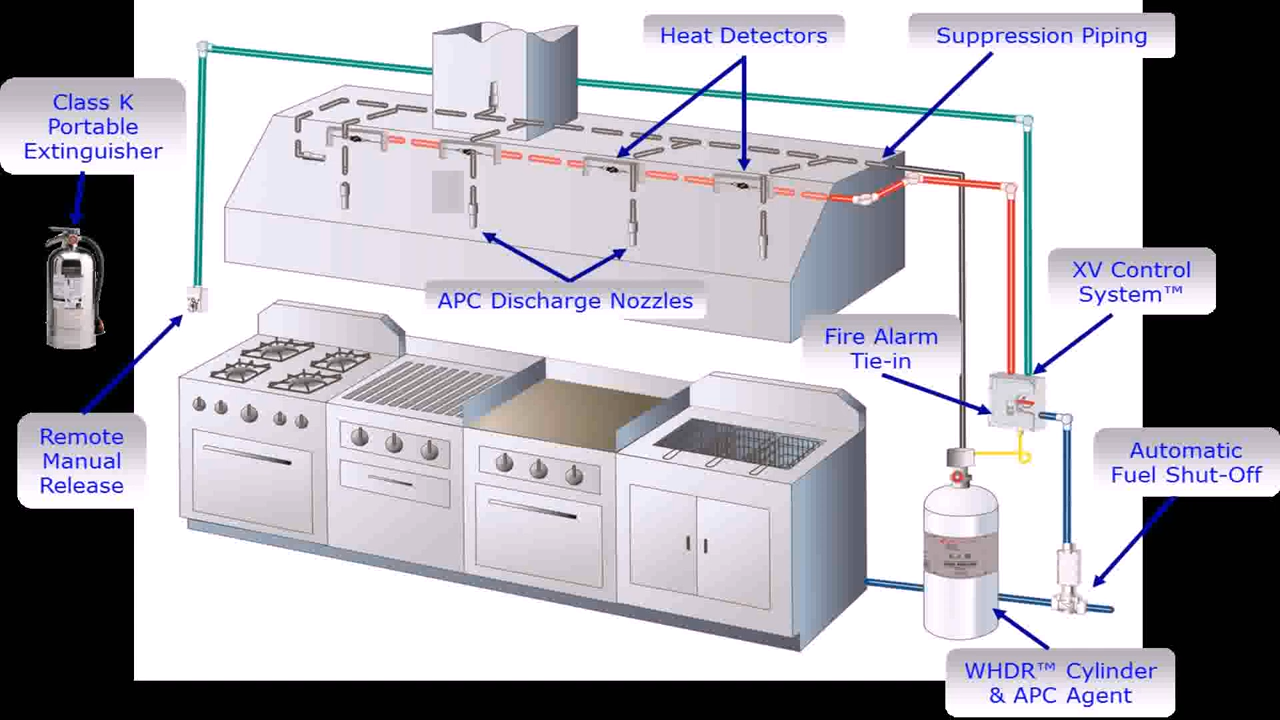 Heat Detectors
Suppression Piping
Class K
Portable
Extinguisher
XV Control
System™
APC Discharge Nozzles
Fire Alarm
Tie-in
Remote
Manual
Release
Automatic
Fuel Shut-Off
WHDR™ Cylinder
& APC Agent